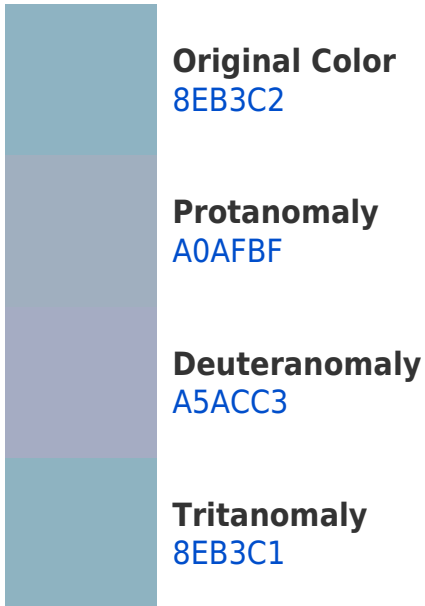 Original Color
8EB3C2
Protanomaly
A0AFBF
Deuteranomaly
A5ACC3
Tritanomaly
8EB3C1